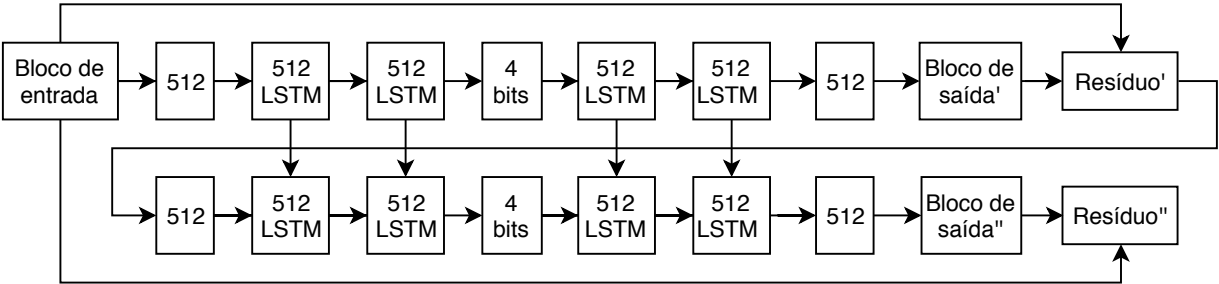 Bloco de
entrada
512
512
LSTM
512
LSTM
4
bits
512
LSTM
512
LSTM
512
Bloco de
saída'
Resíduo'
512
512
LSTM
512
LSTM
4
bits
512
LSTM
512
LSTM
512
Bloco de
saída"
Resíduo"